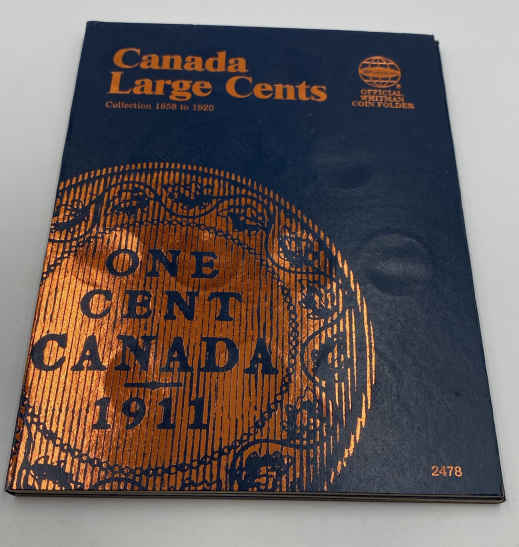 Canada
Large Cents
Collection 1858 to 1920
OFFICIAL
WHITMAN
COIN FOLDER
ONE
CENT
CANADA
1911
2478